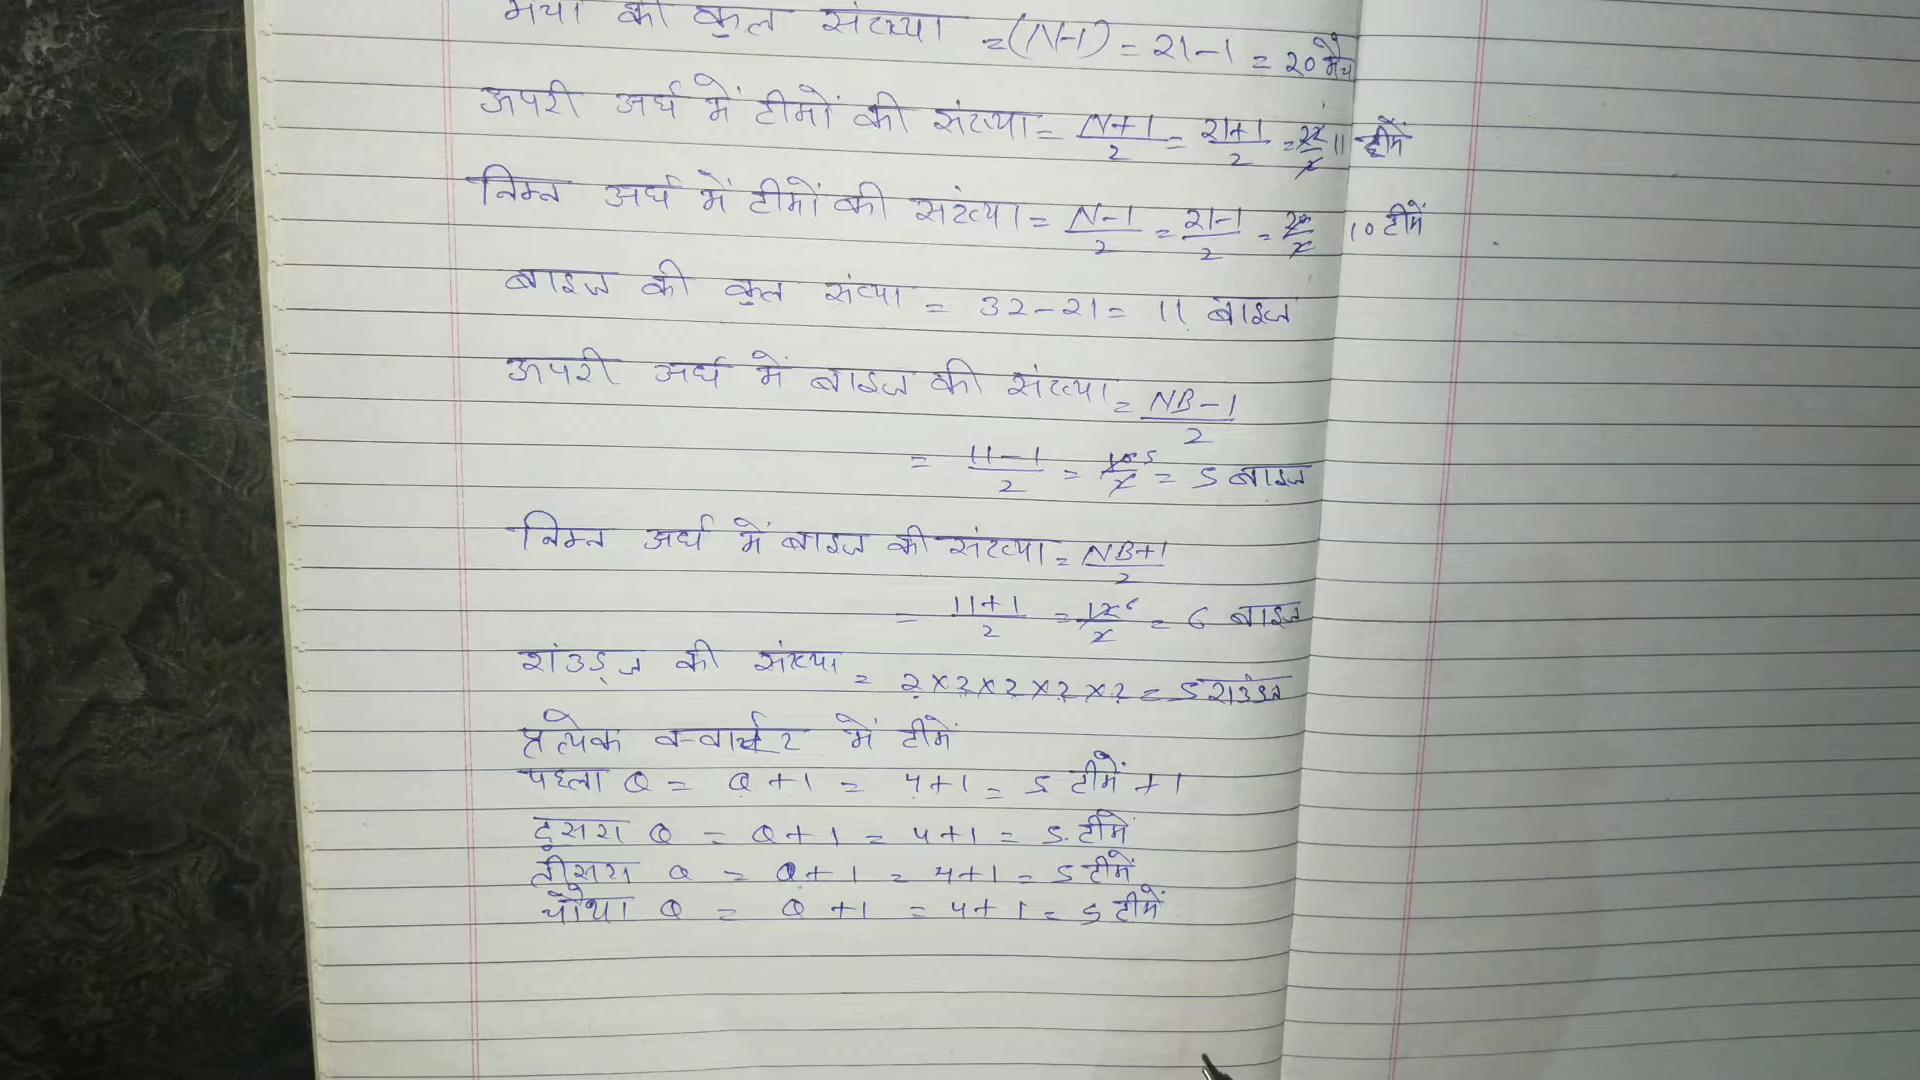 मैचों की कुल संख्या =(N-1) = 21-1 = 20 मैच
ऊपरी अर्ध में टीमों की संख्या = N+1/2 = 21+1/2 = 22/2 11 टीमें
निम्न अर्ध में टीमों की संख्या = N-1/2 = 21-1/2 = 20/2 10 टीमें
बाइज की कुल संख्या = 32-21 = 11 बाइज
ऊपरी अर्ध में बाइज की संख्या = NB-1/2
= 11-1/2 = 10/2 5 = 5 बाइज
निम्न अर्ध में बाइज की संख्या = NB+1/2
= 11+1/2 = 12/2 6 = 6 बाइज
रांउड्ज की संख्या = 2×2×2×2×2 = 5 राउंडज
प्रत्येक क्वार्टर में टीमें
पहला Q = Q+1 = 4+1 = 5 टीमें +1
दूसरा Q = Q+1 = 4+1 = 5 टीमें
तीसरा Q = Q+1 = 4+1 = 5 टीमें
चौथा Q = Q+1 = 4+1 = 5 टीमें